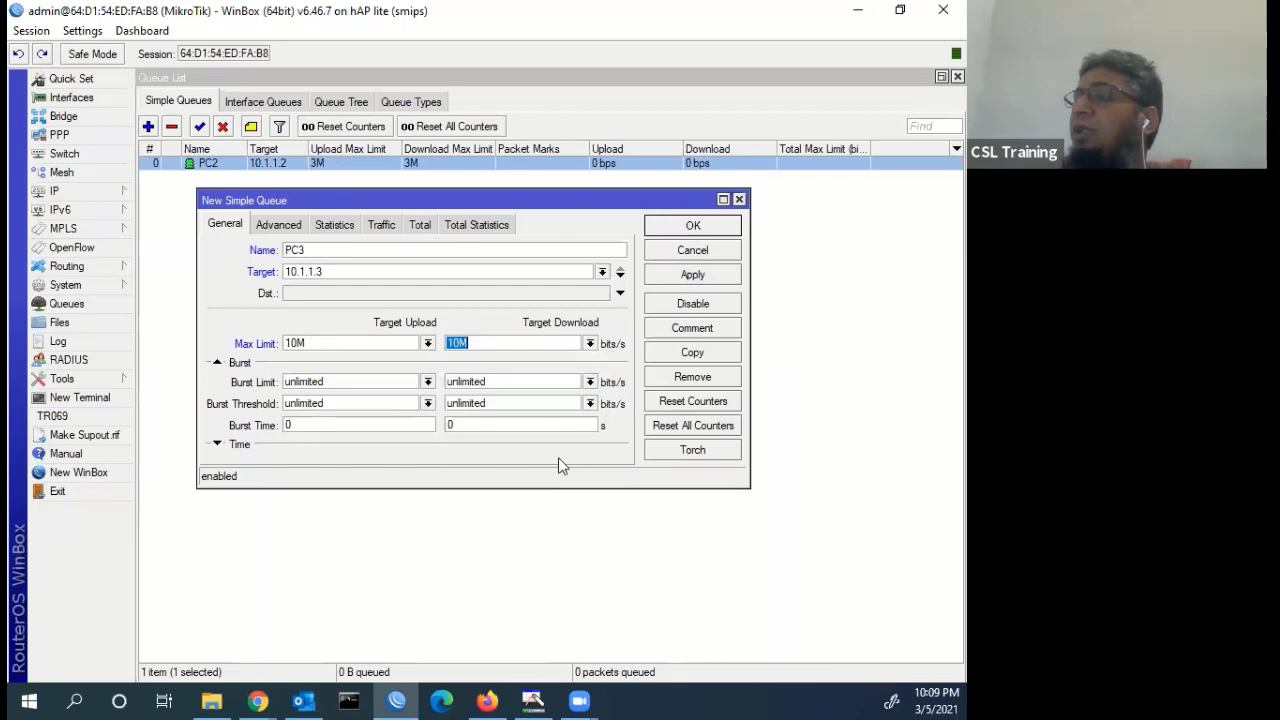 admin@64:D1:54:ED:FA:B8 (MikroTik) - WinBox (64bit) v6.46.7 on hAP lite (smips)
Session Settings Dashboard
Safe Mode Session: 64:D1:54:ED:FA:B8
Quick Set
Interfaces
Bridge
PPP
Switch
Mesh
IP
IPv6
MPLS
OpenFlow
Routing
System
Queues
Files
Log
RADIUS
Tools
New Terminal
TR069
Make Supout.rif
Manual
New WinBox
Exit
RouterOS WinBox
Queue List
Simple Queues Interface Queues Queue Tree Queue Types
00 Reset Counters 00 Reset All Counters Find
# Name Target Upload Max Limit Download Max Limit Packet Marks Upload Download Total Max Limit (bi...
0 PC2 10.1.1.2 3M 3M 0 bps 0 bps
New Simple Queue
General Advanced Statistics Traffic Total Total Statistics
Name: PC3
Target: 10.1.1.3
Dst.:
Target Upload Target Download
Max Limit: 10M 10M bits/s
Burst
Burst Limit: unlimited unlimited bits/s
Burst Threshold: unlimited unlimited bits/s
Burst Time: 0 0 s
Time
enabled
OK
Cancel
Apply
Disable
Comment
Copy
Remove
Reset Counters
Reset All Counters
Torch
1 item (1 selected) 0 B queued 0 packets queued
CSL Training
10:09 PM
3/5/2021